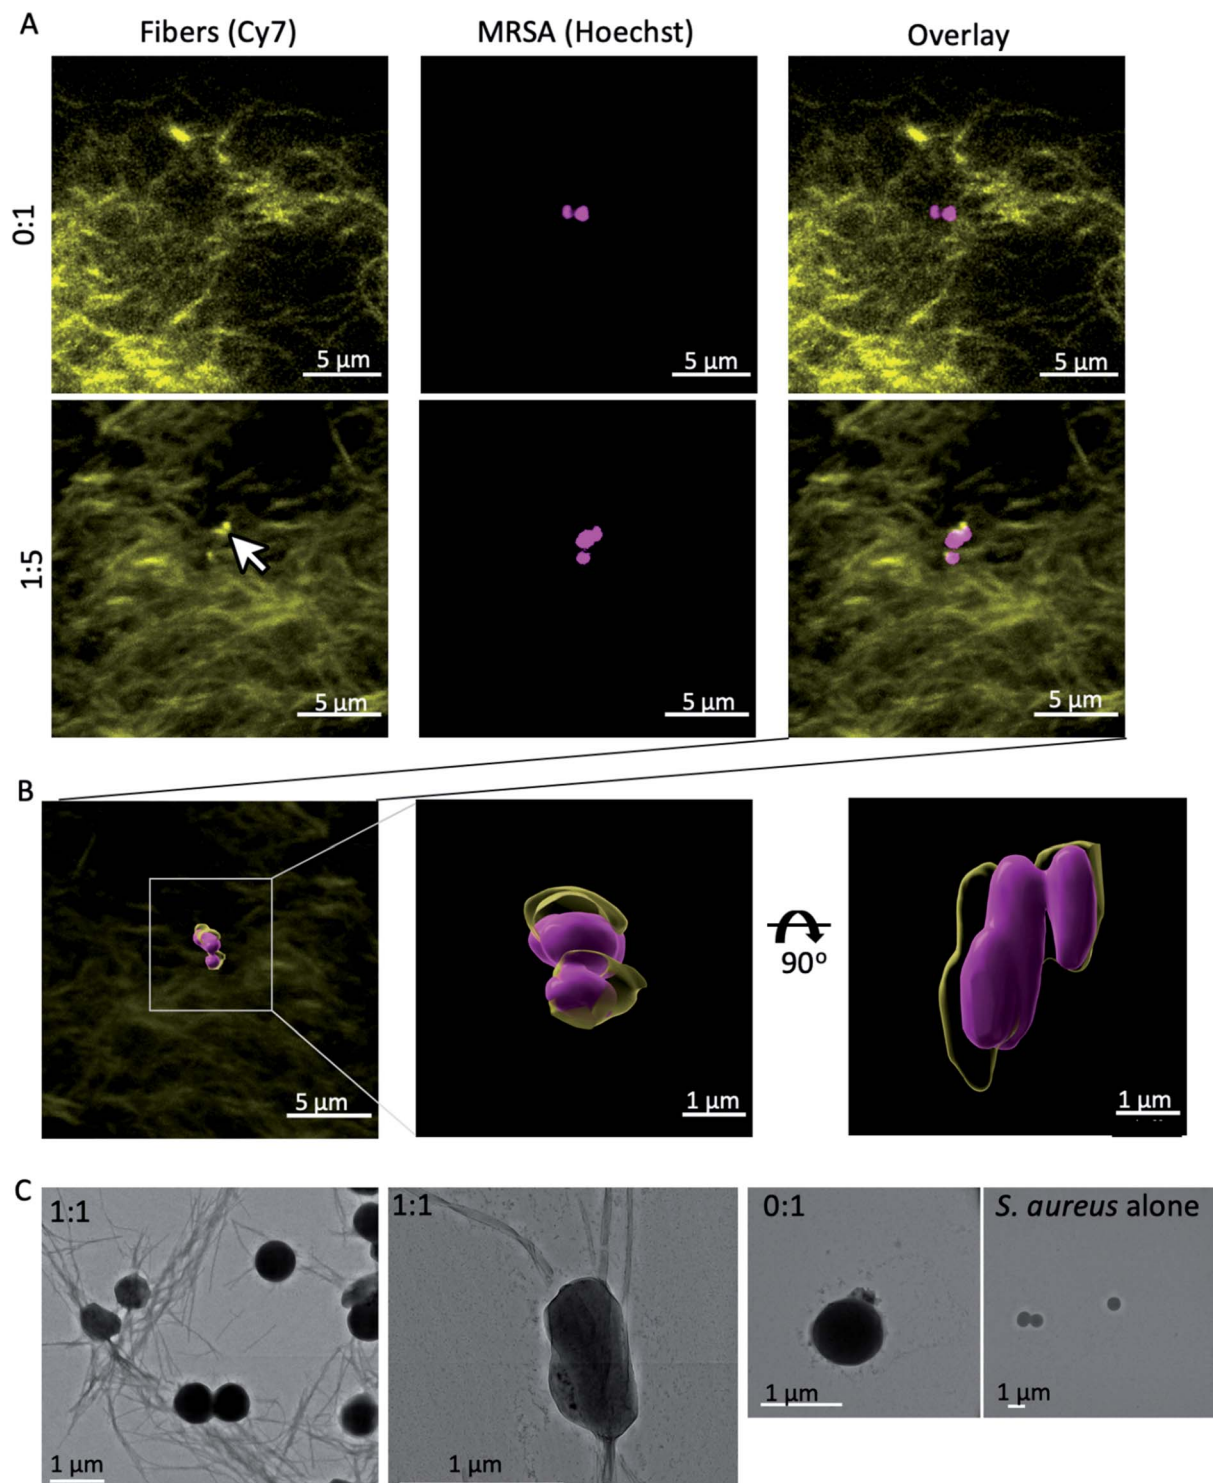 A
Fibers (Cy7)
MRSA (Hoechst)
Overlay
0:1
5 µm
5 µm
5 µm
1:5
5 µm
5 µm
5 µm
B
90°
5 µm
1 µm
1 µm
C
1:1
1:1
0:1
S. aureus alone
1 µm
1 µm
1 µm
1 µm